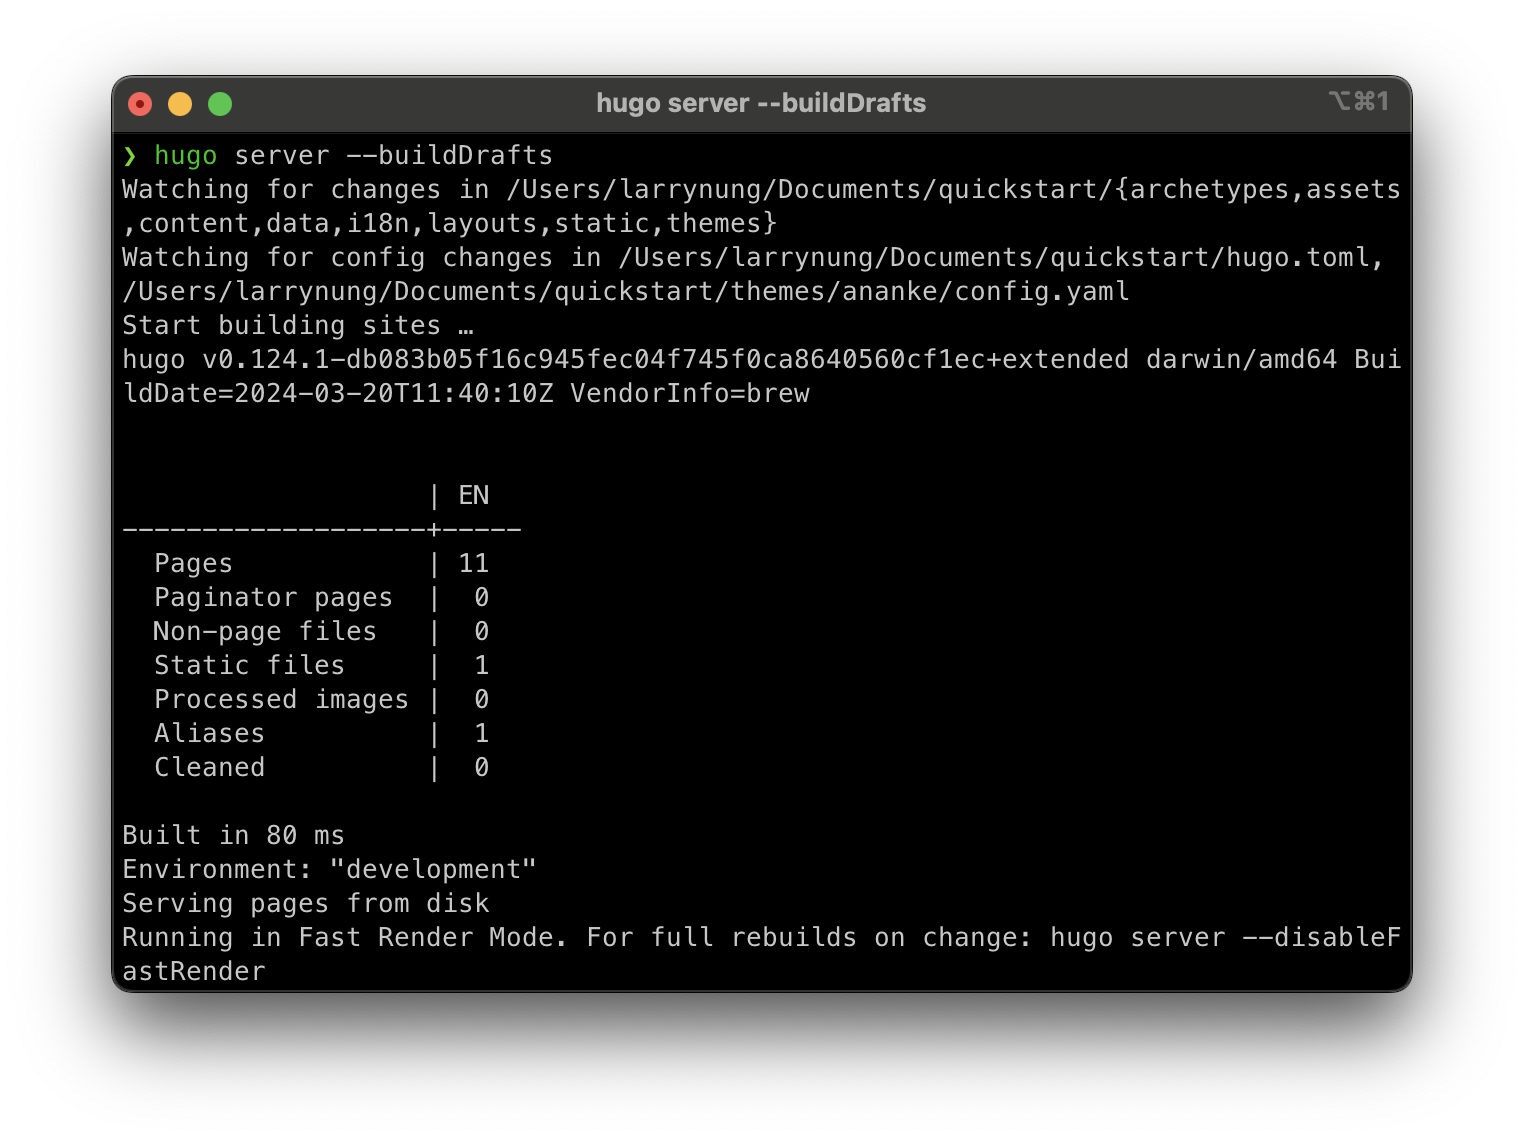 hugo server --buildDrafts
⌥⌘1
❯ hugo server --buildDrafts
Watching for changes in /Users/larrynung/Documents/quickstart/{archetypes,assets
,content,data,i18n,layouts,static,themes}
Watching for config changes in /Users/larrynung/Documents/quickstart/hugo.toml,
/Users/larrynung/Documents/quickstart/themes/ananke/config.yaml
Start building sites …
hugo v0.124.1-db083b05f16c945fec04f745f0ca8640560cf1ec+extended darwin/amd64 Bui
ldDate=2024-03-20T11:40:10Z VendorInfo=brew
                   | EN
-------------------+-----
  Pages            | 11
  Paginator pages  |  0
  Non-page files   |  0
  Static files     |  1
  Processed images |  0
  Aliases          |  1
  Cleaned          |  0
Built in 80 ms
Environment: "development"
Serving pages from disk
Running in Fast Render Mode. For full rebuilds on change: hugo server --disableF
astRender